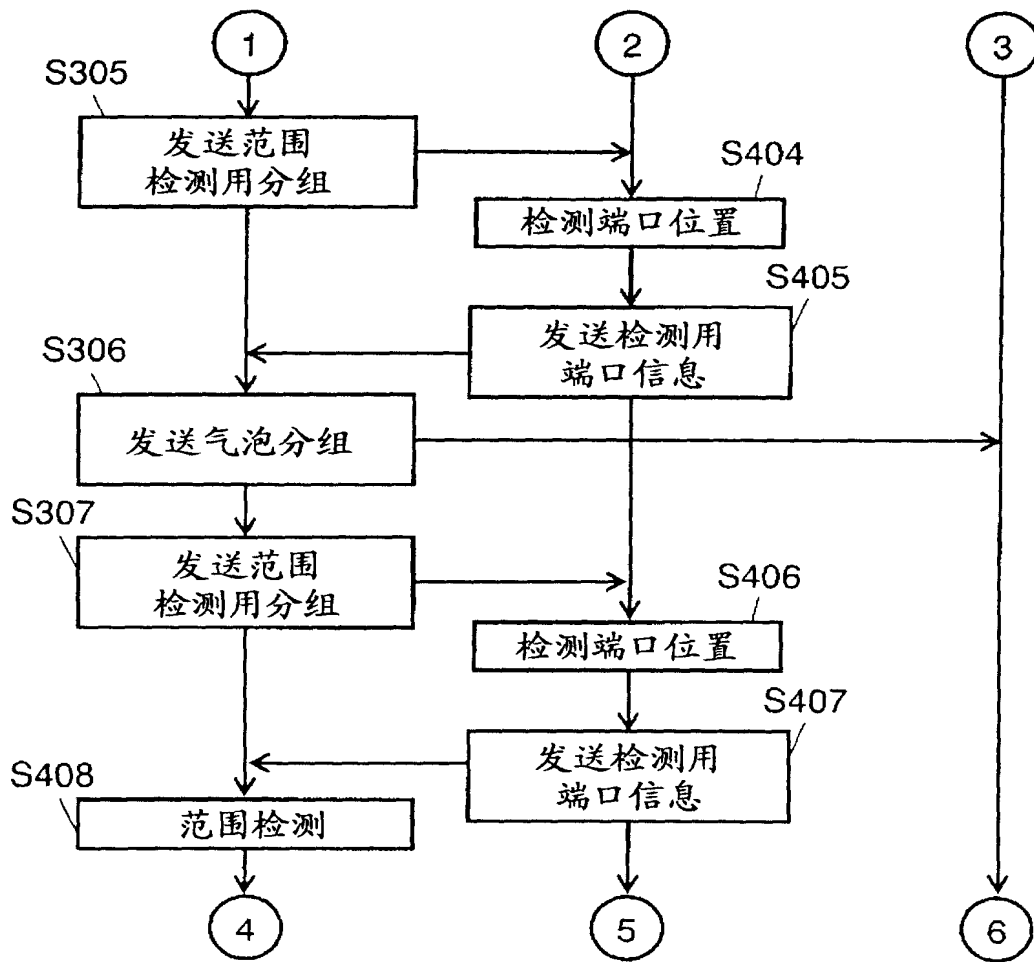 1
2
3
S305
发送范围
检测用分组
S404
检测端口位置
S405
发送检测用
端口信息
S306
发送气泡分组
S307
发送范围
检测用分组
S406
检测端口位置
S407
发送检测用
端口信息
S408
范围检测
4
5
6